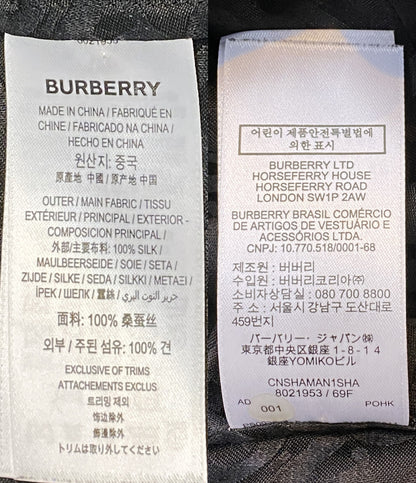 8021953
BURBERRY
MADE IN CHINA / FABRIQUÉ EN
CHINE / FABRICADO NA CHINA /
HECHO EN CHINA
원산지: 중국
原產地 中國 / 原产地 中国
OUTER / MAIN FABRIC / TISSU
EXTÉRIEUR / PRINCIPAL / EXTERIOR -
COMPOSICION PRINCIPAL /
外部/主要布料: 100% SILK /
MAULBEERSEIDE / SOIE / SETA /
ZIJDE / SILKE / SEDA / SILKKI / ΜΕΤΑΞΙ /
IPEK / ШЕЛК / 蠶絲 / حرير التوت البري
面料: 100% 桑蚕丝
외부 / 주된 섬유: 100% 견
EXCLUSIVE OF TRIMS
ATTACHEMENTS EXCLUS
트리밍 제외
饰边除外
飾邊除外
トリムは取り外してください
어린이 제품안전특별법에
의한 표시
BURBERRY LTD
HORSEFERRY HOUSE
HORSEFERRY ROAD
LONDON SW1P 2AW
BURBERRY BRASIL COMÉRCIO
DE ARTIGOS DE VESTUÁRIO E
ACESSÓRIOS LTDA.
CNPJ: 10.770.518/0001-68
제조원 : 버버리
수입원 : 버버리코리아㈜
소비자상담실 : 080 700 8800
주소 : 서울시 강남구 도산대로
459번지
バーバリー・ジャパン㈱
東京都中央区銀座1-8-14
銀座YOMIKOビル
CNSHAMAN1SHA
8021953 / 69F
AD
001
POHK